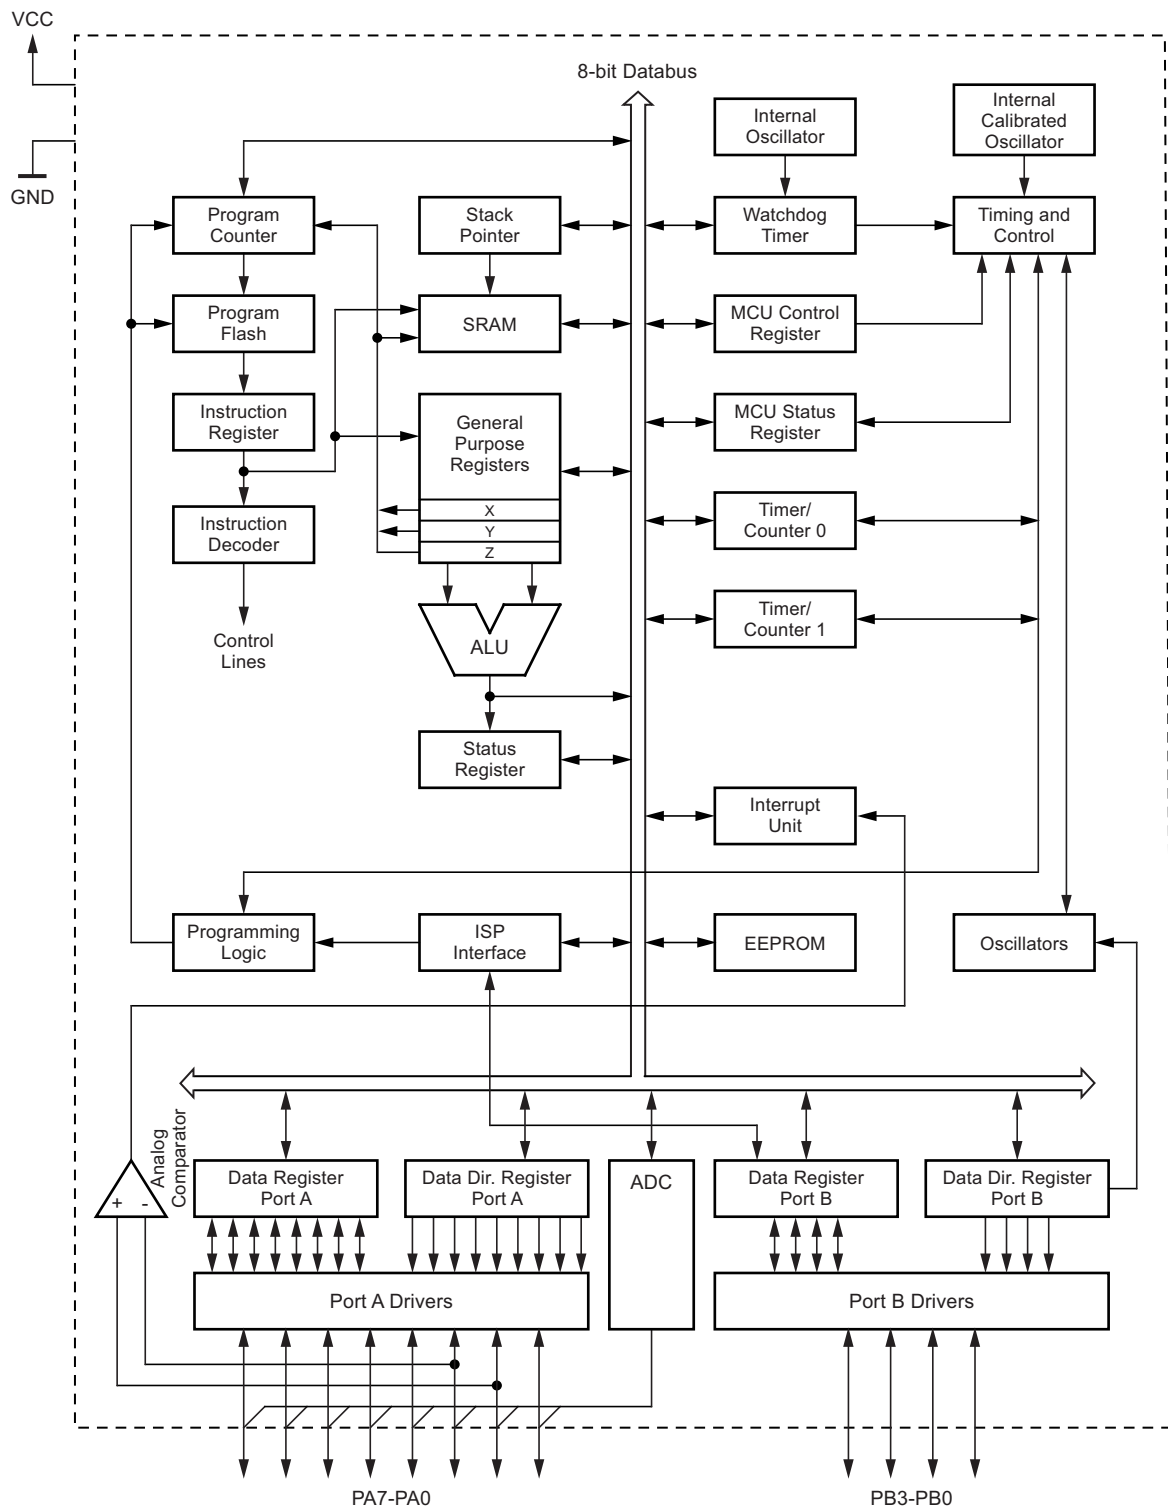 VCC
GND
8-bit Databus
Internal
Oscillator
Internal
Calibrated
Oscillator
Program
Counter
Stack
Pointer
Watchdog
Timer
Timing and
Control
Program
Flash
SRAM
MCU Control
Register
Instruction
Register
General
Purpose
Registers
X
Y
Z
MCU Status
Register
Instruction
Decoder
Timer/
Counter 0
Control
Lines
ALU
Timer/
Counter 1
Status
Register
Interrupt
Unit
Programming
Logic
ISP
Interface
EEPROM
Oscillators
Analog
Comparator
+
-
Data Register
Port A
Data Dir. Register
Port A
ADC
Data Register
Port B
Data Dir. Register
Port B
Port A Drivers
Port B Drivers
PA7-PA0
PB3-PB0